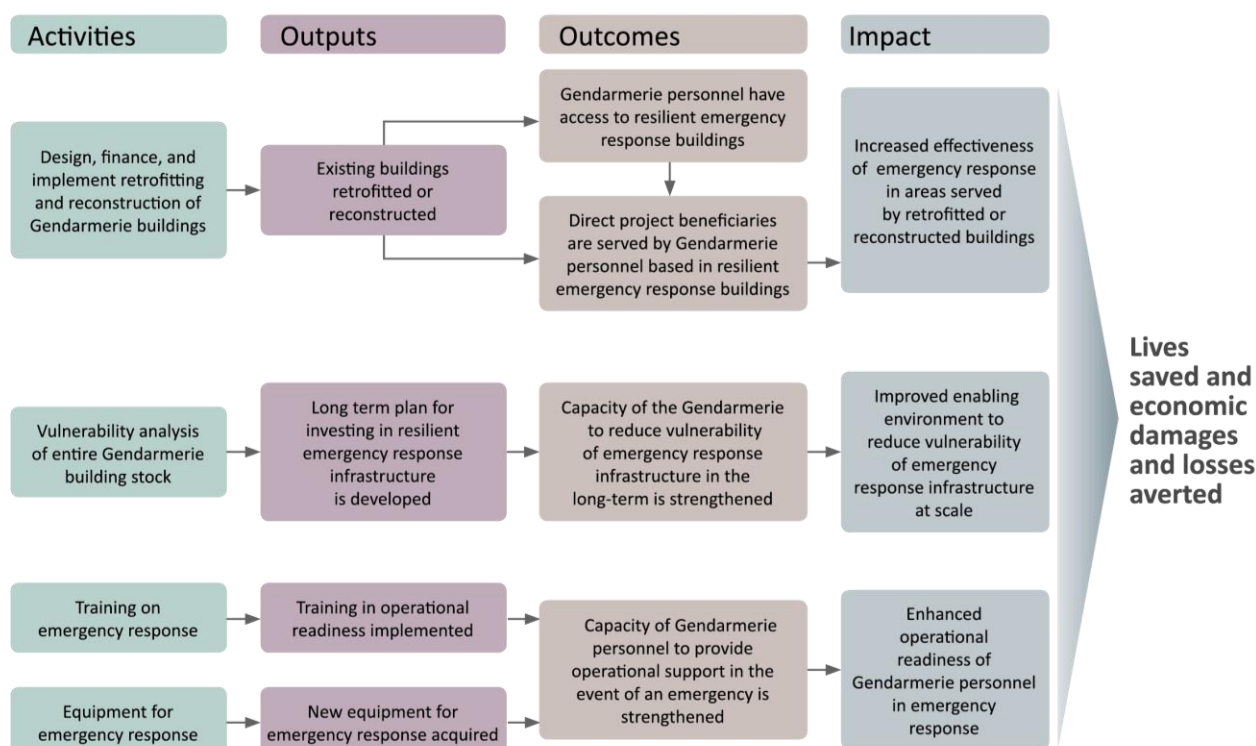 Activities
Outputs
Outcomes
Impact
Design, finance, and
implement retrofitting
and reconstruction of
Gendarmerie buildings
Existing buildings
retrofitted or
reconstructed
Gendarmerie personnel have
access to resilient emergency
response buildings
Direct project beneficiaries
are served by Gendarmerie
personnel based in resilient
emergency response buildings
Increased effectiveness
of emergency response
in areas served
by retrofitted or
reconstructed buildings
Vulnerability analysis
of entire Gendarmerie
building stock
Long term plan for
investing in resilient
emergency response
infrastructure
is developed
Capacity of the Gendarmerie
to reduce vulnerability
of emergency response
infrastructure in the
long-term is strengthened
Improved enabling
environment to
reduce vulnerability
of emergency
response infrastructure
at scale
Training on
emergency response
Training in operational
readiness implemented
Equipment for
emergency response
New equipment for
emergency response acquired
Capacity of Gendarmerie
personnel to provide
operational support in the
event of an emergency is
strengthened
Enhanced
operational
readiness of
Gendarmerie personnel
in emergency
response
Lives
saved and
economic
damages
and losses
averted